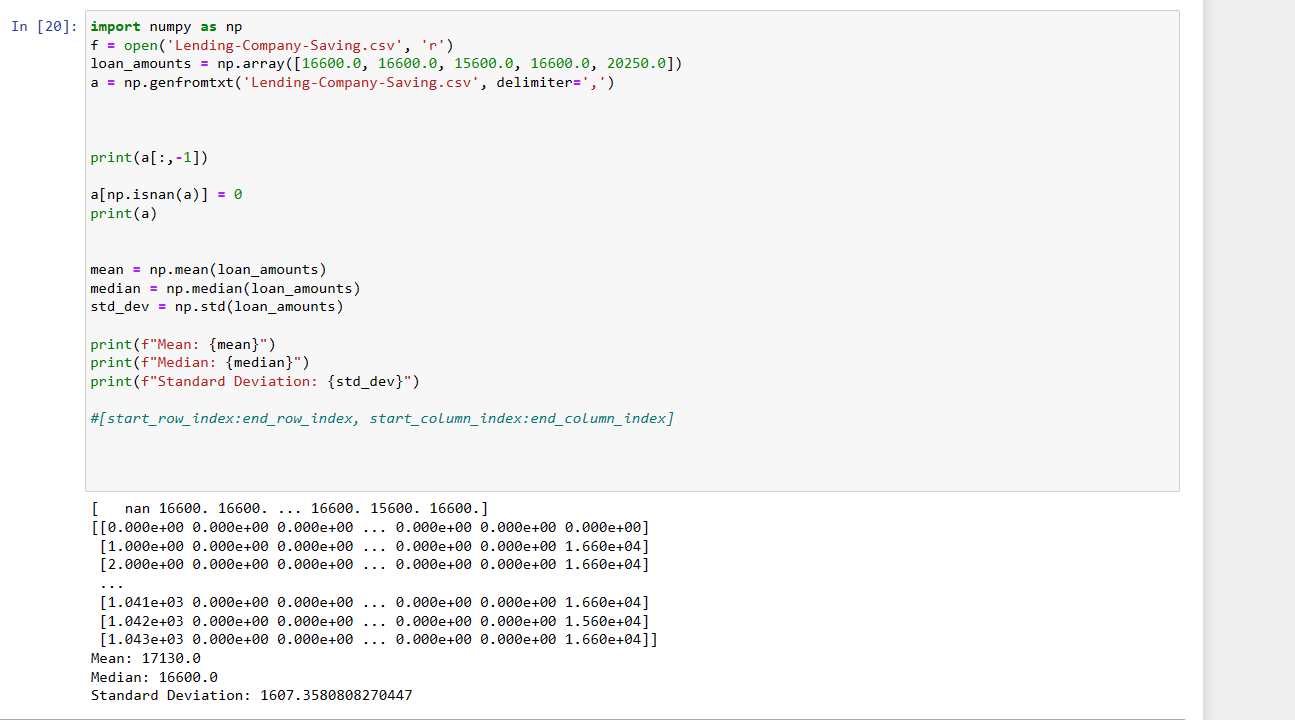 In [20]:
import numpy as np
f = open('Lending-Company-Saving.csv', 'r')
loan_amounts = np.array([16600.0, 16600.0, 15600.0, 16600.0, 20250.0])
a = np.genfromtxt('Lending-Company-Saving.csv', delimiter=',')
print(a[:,-1])
a[np.isnan(a)] = 0
print(a)
mean = np.mean(loan_amounts)
median = np.median(loan_amounts)
std_dev = np.std(loan_amounts)
print(f"Mean: {mean}")
print(f"Median: {median}")
print(f"Standard Deviation: {std_dev}")
#[start_row_index:end_row_index, start_column_index:end_column_index]
[   nan 16600. 16600. ... 16600. 15600. 16600.]
[[0.000e+00 0.000e+00 0.000e+00 ... 0.000e+00 0.000e+00 0.000e+00]
 [1.000e+00 0.000e+00 0.000e+00 ... 0.000e+00 0.000e+00 1.660e+04]
 [2.000e+00 0.000e+00 0.000e+00 ... 0.000e+00 0.000e+00 1.660e+04]
 ...
 [1.041e+03 0.000e+00 0.000e+00 ... 0.000e+00 0.000e+00 1.660e+04]
 [1.042e+03 0.000e+00 0.000e+00 ... 0.000e+00 0.000e+00 1.560e+04]
 [1.043e+03 0.000e+00 0.000e+00 ... 0.000e+00 0.000e+00 1.660e+04]]
Mean: 17130.0
Median: 16600.0
Standard Deviation: 1607.3580808270447